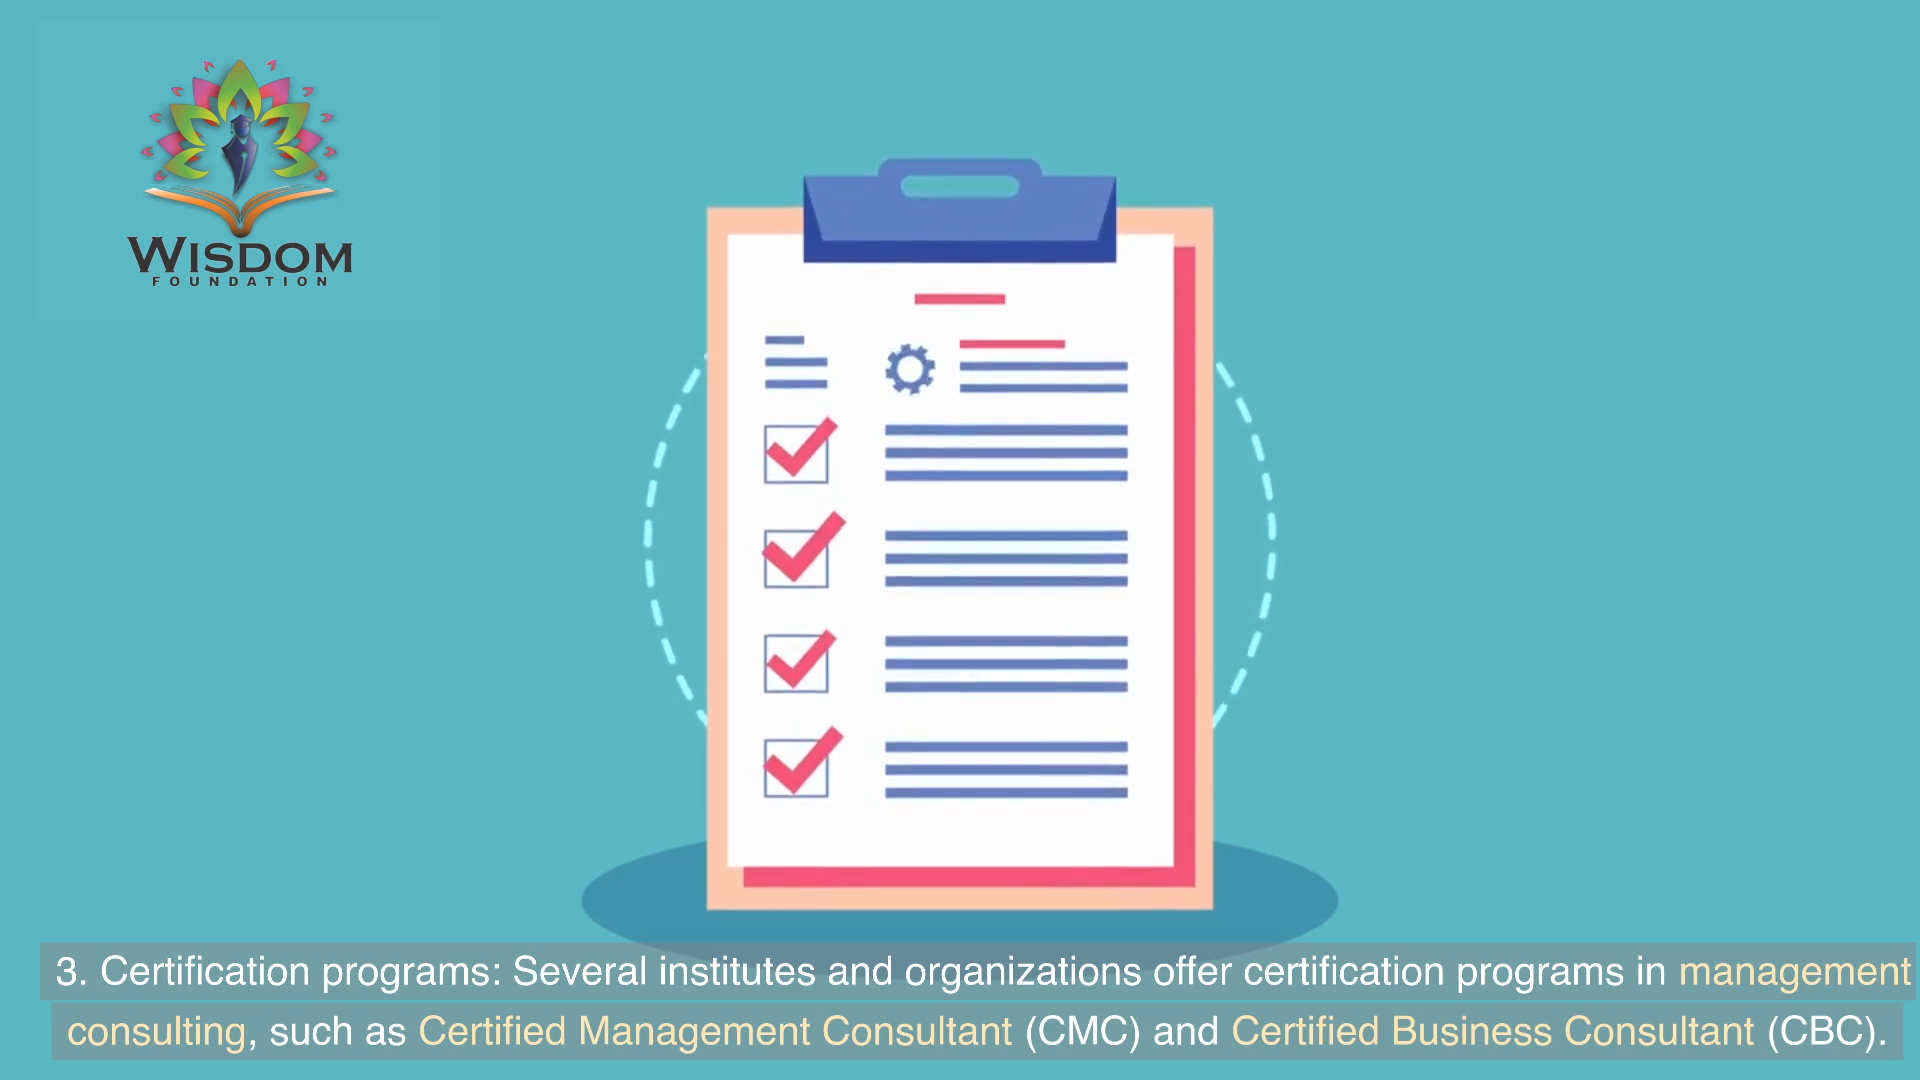 WISDOM
FOUNDATION
3. Certification programs: Several institutes and organizations offer certification programs in management
consulting, such as Certified Management Consultant (CMC) and Certified Business Consultant (CBC).